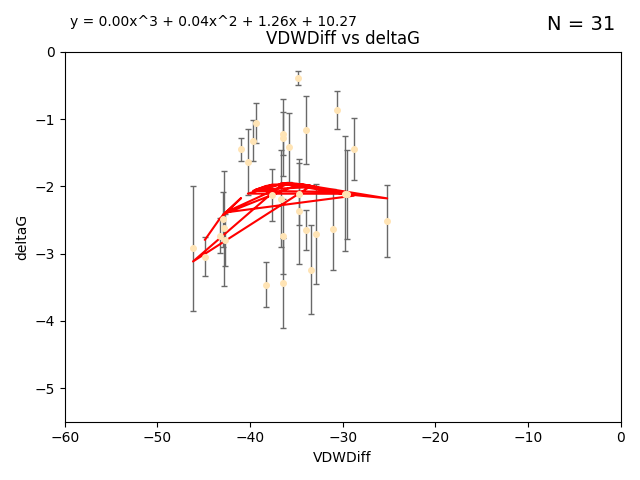 y = 0.00x^3 + 0.04x^2 + 1.26x + 10.27
N = 31
VDWDiff vs deltaG
0
−1
−2
−3
−4
−5
deltaG
−60 −50 −40 −30 −20 −10 0
VDWDiff